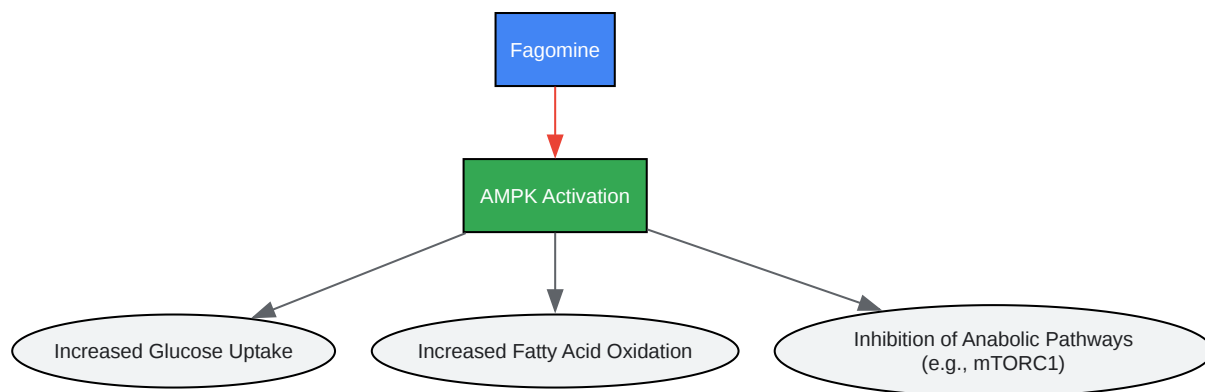 Fagomine
AMPK Activation
Increased Glucose Uptake
Increased Fatty Acid Oxidation
Inhibition of Anabolic Pathways
(e.g., mTORC1)